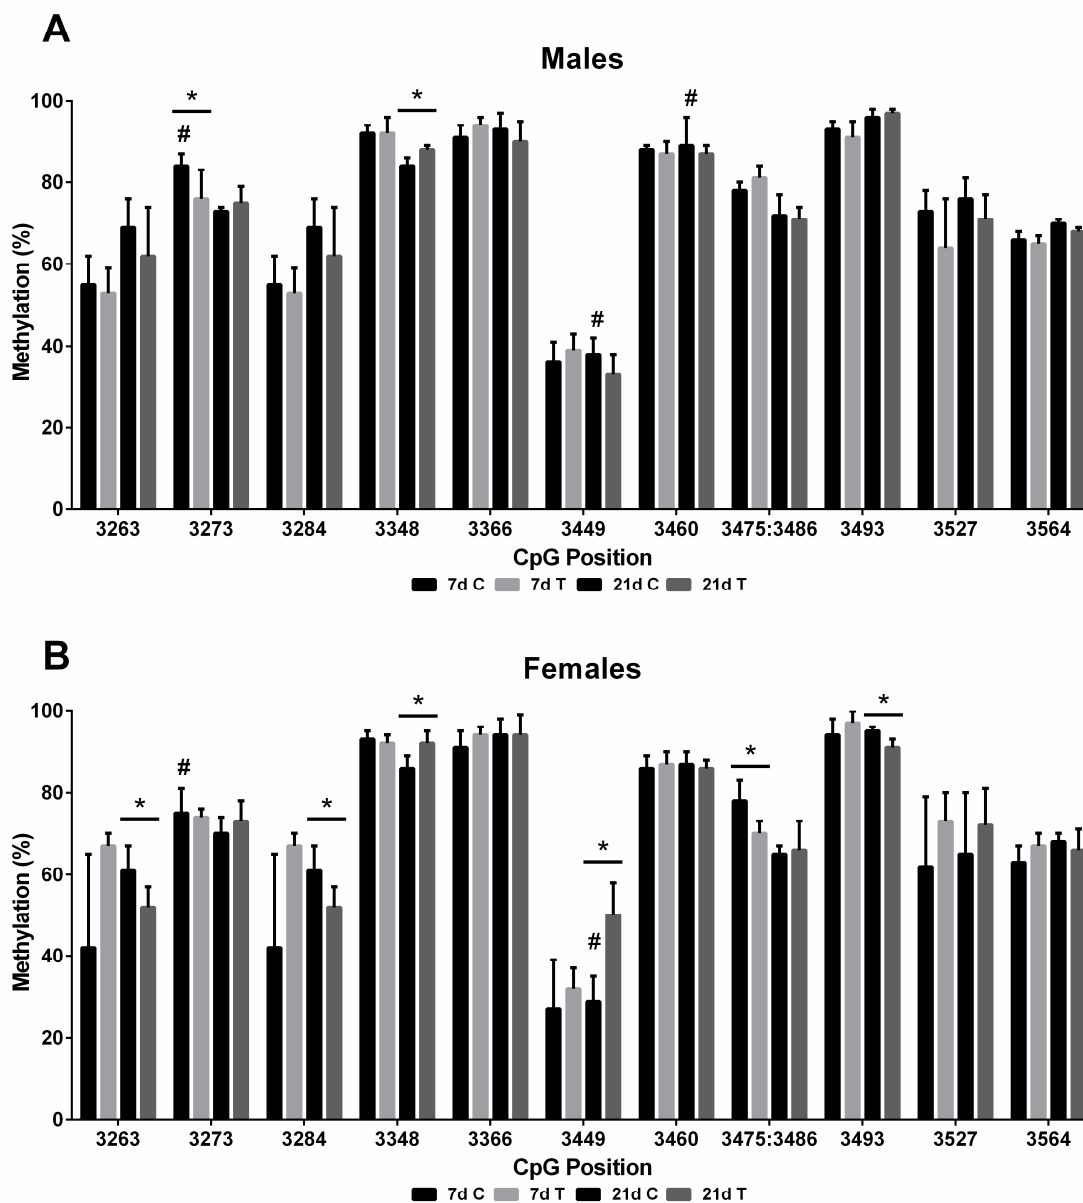 A
Males
Methylation (%)
100
80
60
40
20
0
*
#
*
#
#
3263 3273 3284 3348 3366 3449 3460 3475:3486 3493 3527 3564
CpG Position
7d C 7d T 21d C 21d T
B
Females
Methylation (%)
100
80
60
40
20
0
*
#
*
*
#
*
*
*
3263 3273 3284 3348 3366 3449 3460 3475:3486 3493 3527 3564
CpG Position
7d C 7d T 21d C 21d T